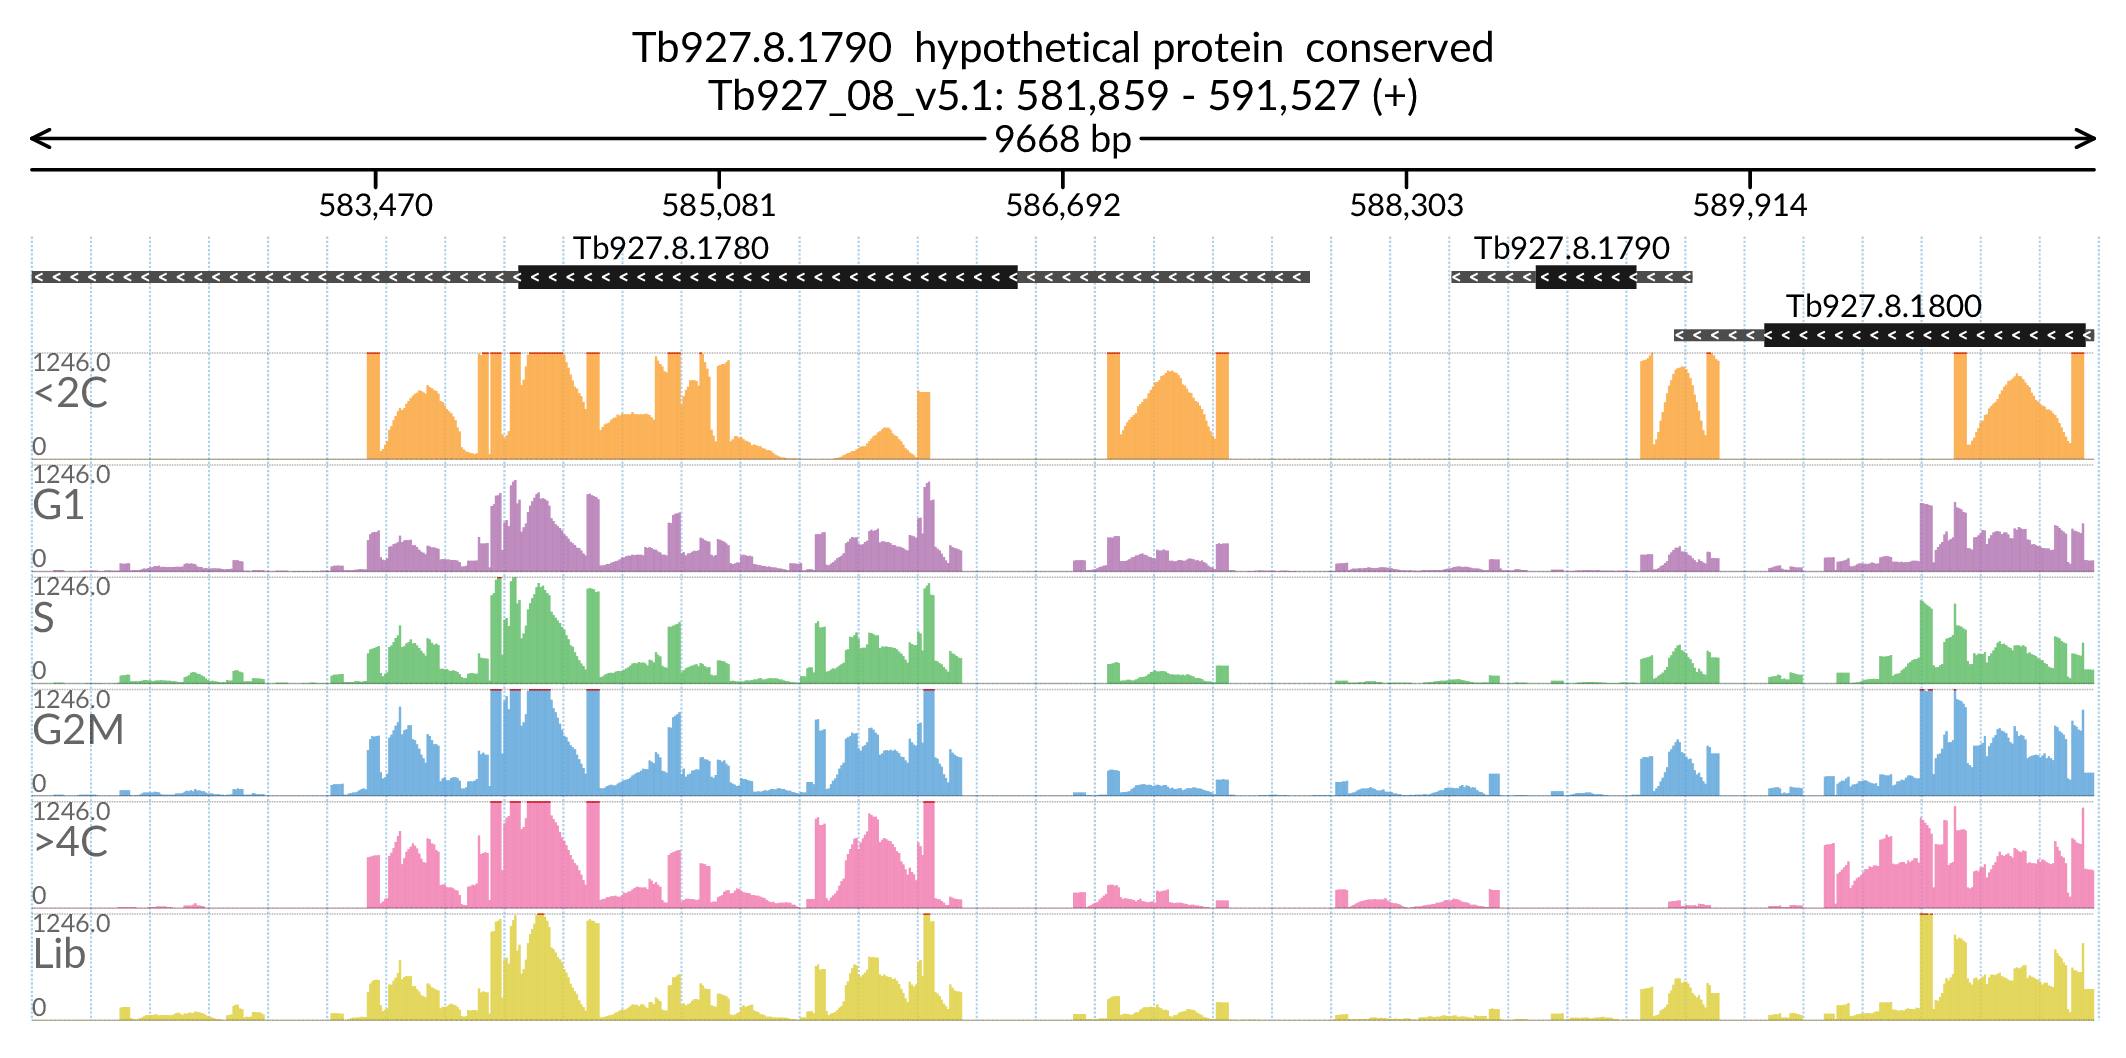 Tb927.8.1790 hypothetical protein conserved
Tb927_08_v5.1: 581,859 - 591,527 (+)
9668 bp
583,470 585,081 586,692 588,303 589,914
Tb927.8.1780 Tb927.8.1790
Tb927.8.1800
1246.0
<2C
0
1246.0
G1
0
1246.0
S
0
1246.0
G2M
0
1246.0
>4C
0
1246.0
Lib
0